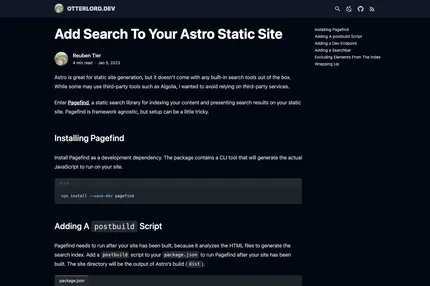 OTTERLORD.DEV
Add Search To Your Astro Static Site
Reuben Tier
4 min read · Jan 5, 2023
Astro is great for static site generation, but it doesn't come with any built-in search tools out of the box.
While some may use third-party tools such as Algolia, I wanted to avoid relying on third-party services.
Enter Pagefind, a static search library for indexing your content and presenting search results on your static
site. Pagefind is framework agnostic, but setup can be a little tricky.
Installing Pagefind
Install Pagefind as a development dependency. The package contains a CLI tool that will generate the actual
JavaScript to run on your site.
npm install --save-dev pagefind
Adding A postbuild Script
Pagefind needs to run after your site has been built, because it analyzes the HTML files to generate the
search index. Add a postbuild script to your package.json to run Pagefind after your site has been
built. The site directory will be the output of Astro's build ( dist ).
package.json
Installing Pagefind
Adding A postbuild Script
Adding A Dev Endpoint
Adding a Searchbar
Excluding Elements From The Index
Wrapping Up